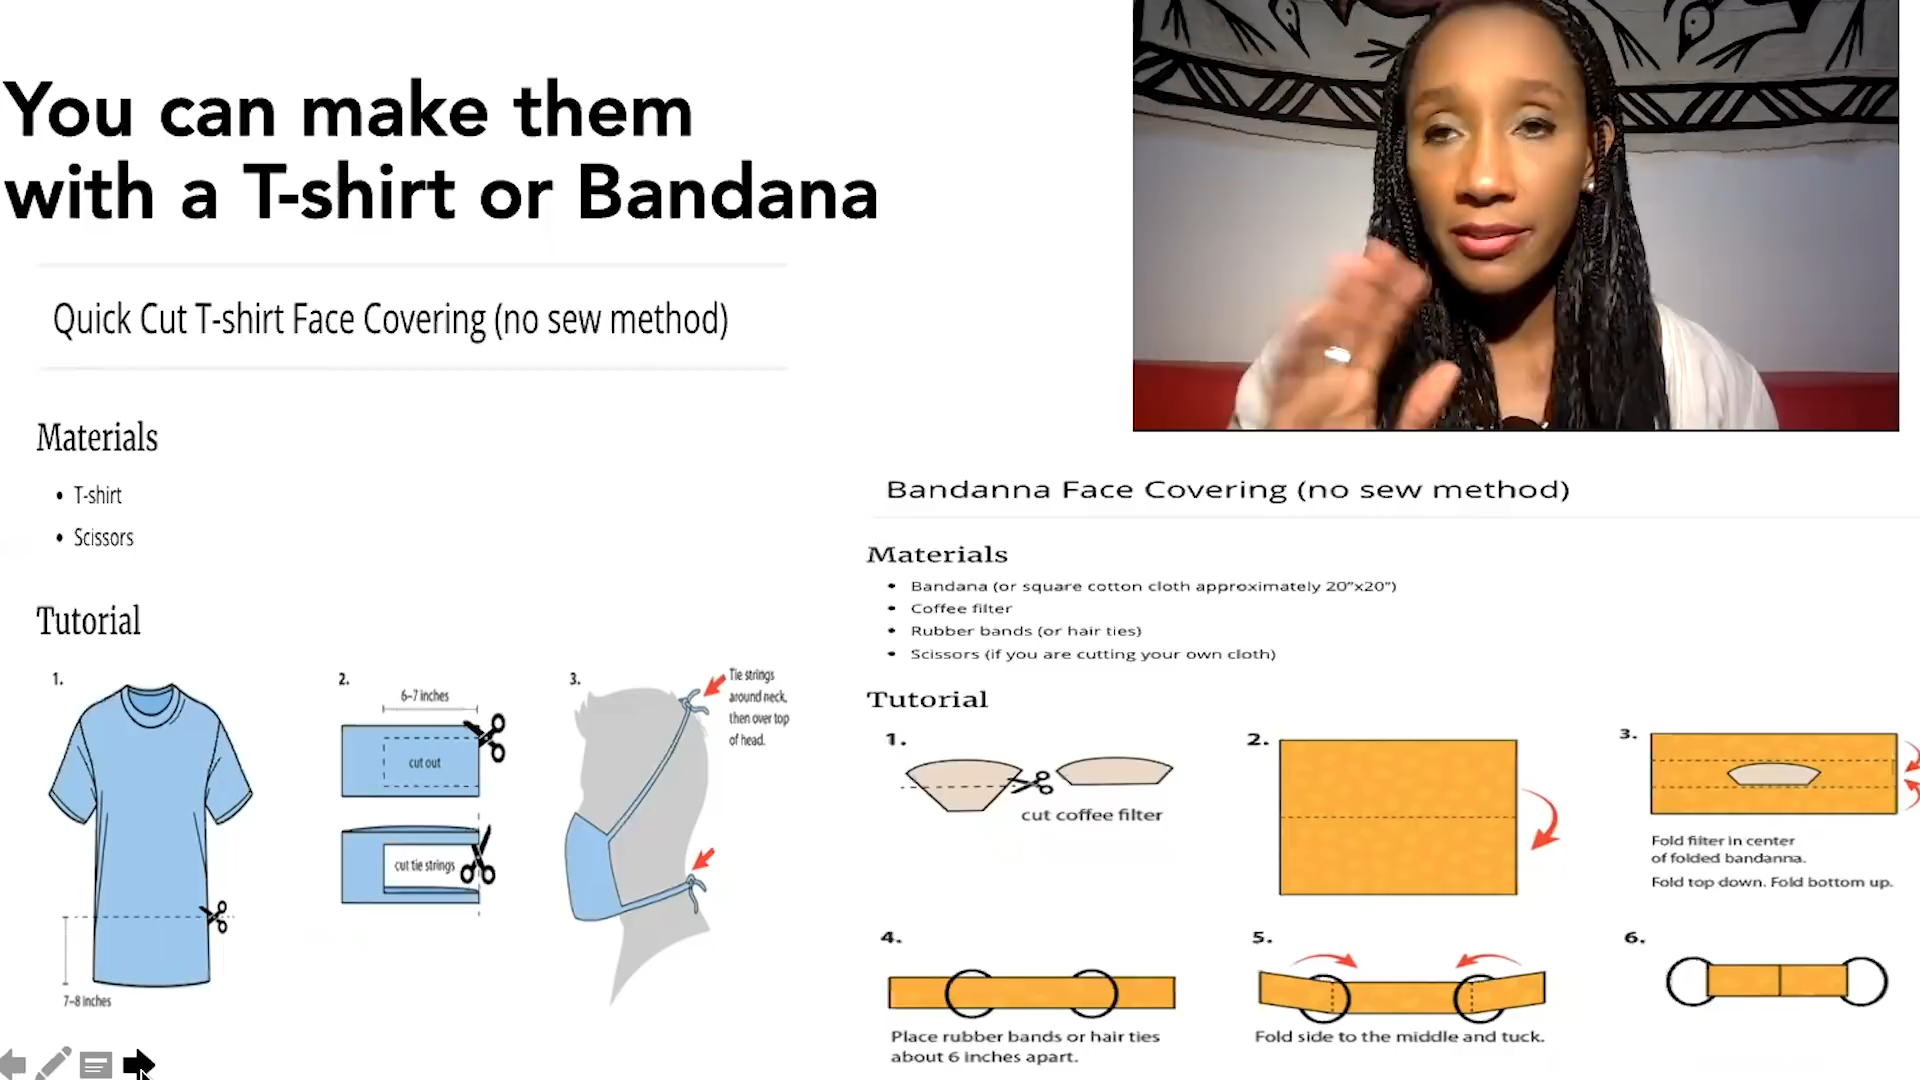 You can make them
with a T-shirt or Bandana
Quick Cut T-shirt Face Covering (no sew method)
Materials
• T-shirt
• Scissors
Tutorial
1.
7–8 inches
2.
6–7 inches
cut out
cut tie strings
3.
Tie strings
around neck,
then over top
of head.
Bandanna Face Covering (no sew method)
Materials
• Bandana (or square cotton cloth approximately 20”x20”)
• Coffee filter
• Rubber bands (or hair ties)
• Scissors (if you are cutting your own cloth)
Tutorial
1.
cut coffee filter
2.
3.
Fold filter in center
of folded bandanna.
Fold top down. Fold bottom up.
4.
Place rubber bands or hair ties
about 6 inches apart.
5.
Fold side to the middle and tuck.
6.